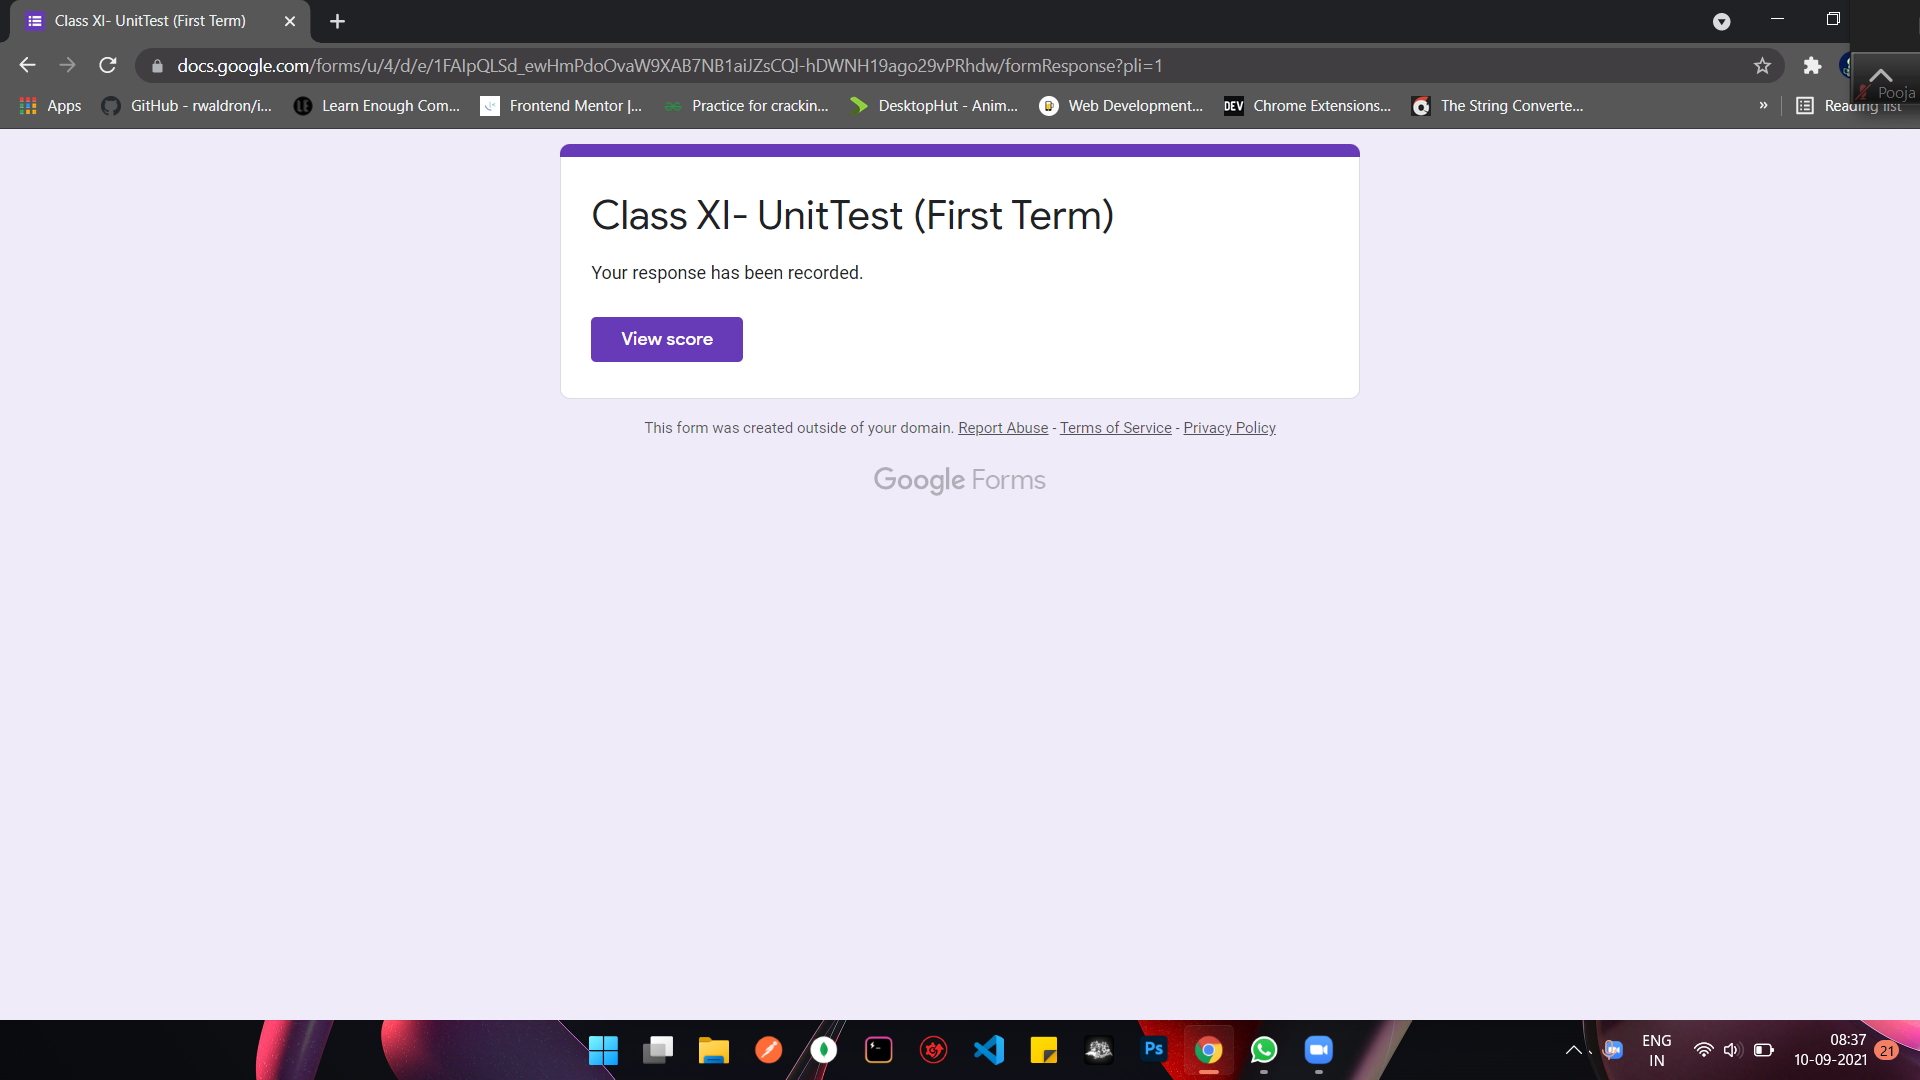 Class XI- UnitTest (First Term)
docs.google.com/forms/u/4/d/e/1FAIpQLSd_ewHmPdoOvaW9XAB7NB1aiJZsCQl-hDWNH19ago29vPRhdw/formResponse?pli=1
Pooja
Apps GitHub - rwaldron/i... Learn Enough Com... Frontend Mentor |... Practice for crackin... DesktopHut - Anim... DEV Web Development... Chrome Extensions... The String Converte... » Reading list
Class XI- UnitTest (First Term)
Your response has been recorded.
View score
This form was created outside of your domain. Report Abuse - Terms of Service - Privacy Policy
Google Forms
Ps
ENG
IN
08:37
10-09-2021
21